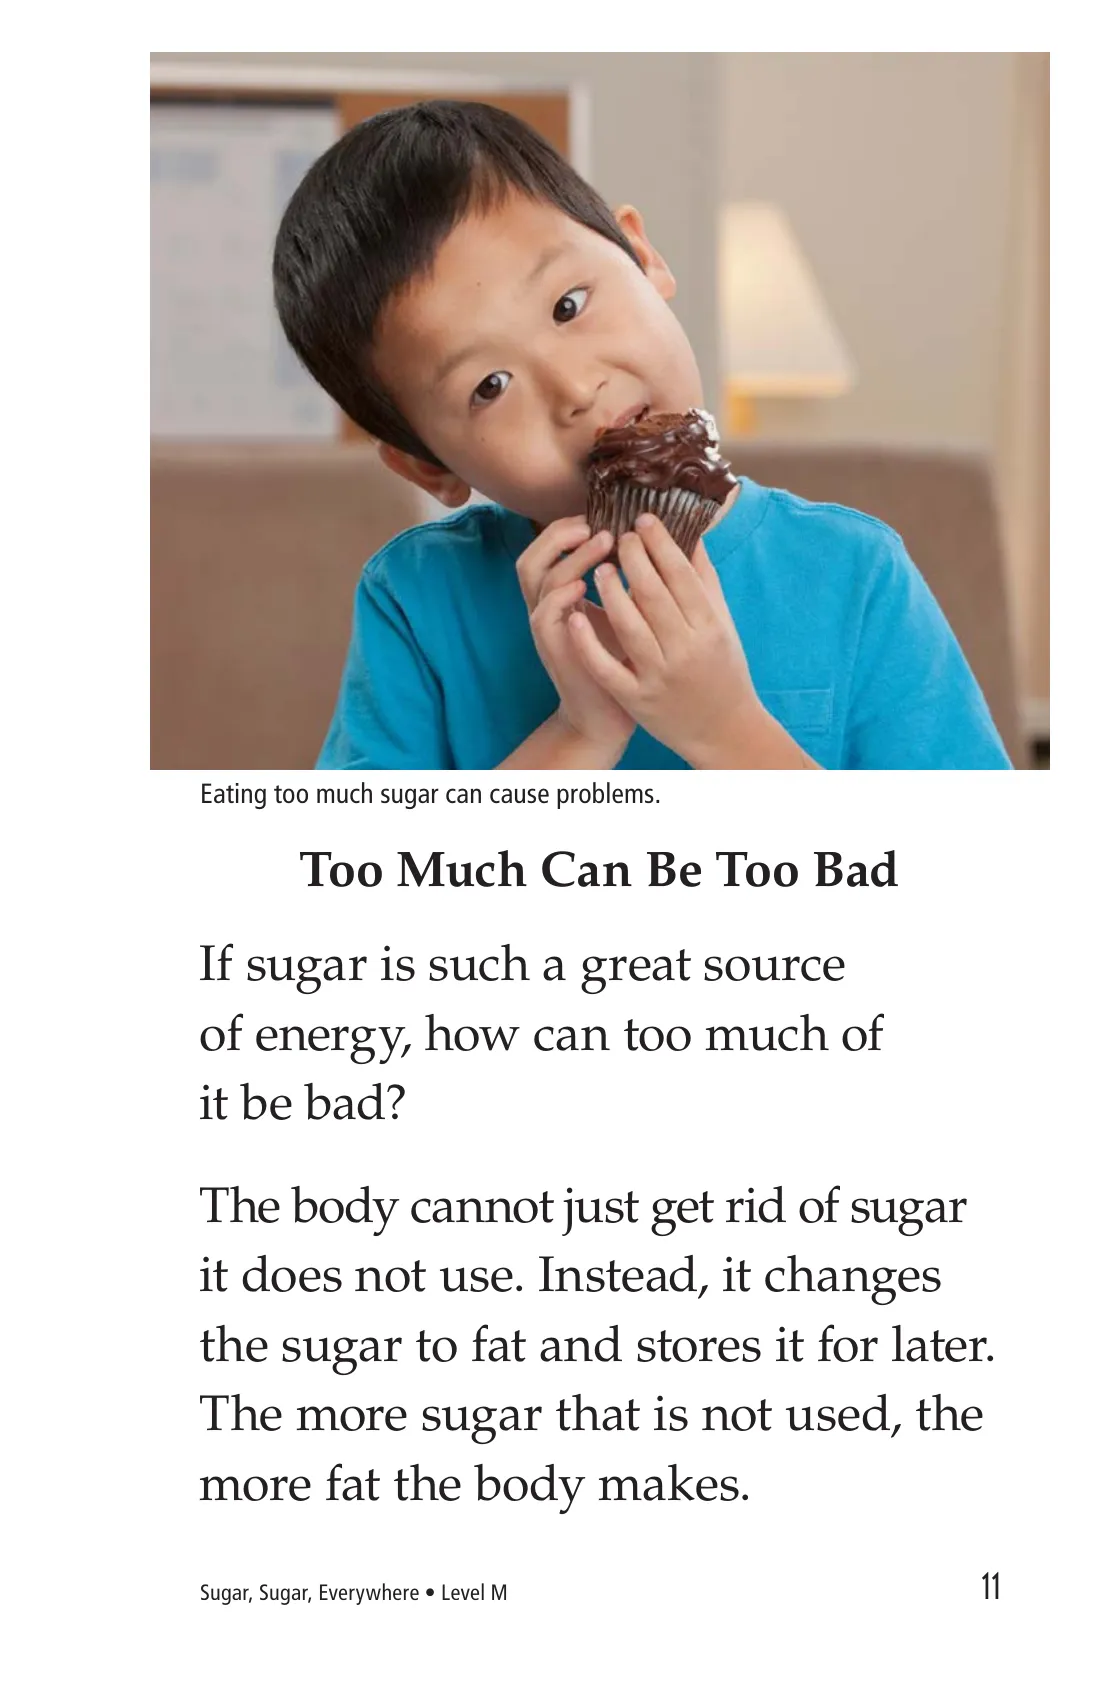 Eating too much sugar can cause problems.
Too Much Can Be Too Bad
If sugar is such a great source
of energy, how can too much of
it be bad?
The body cannot just get rid of sugar
it does not use. Instead, it changes
the sugar to fat and stores it for later.
The more sugar that is not used, the
more fat the body makes.
Sugar, Sugar, Everywhere • Level M
11